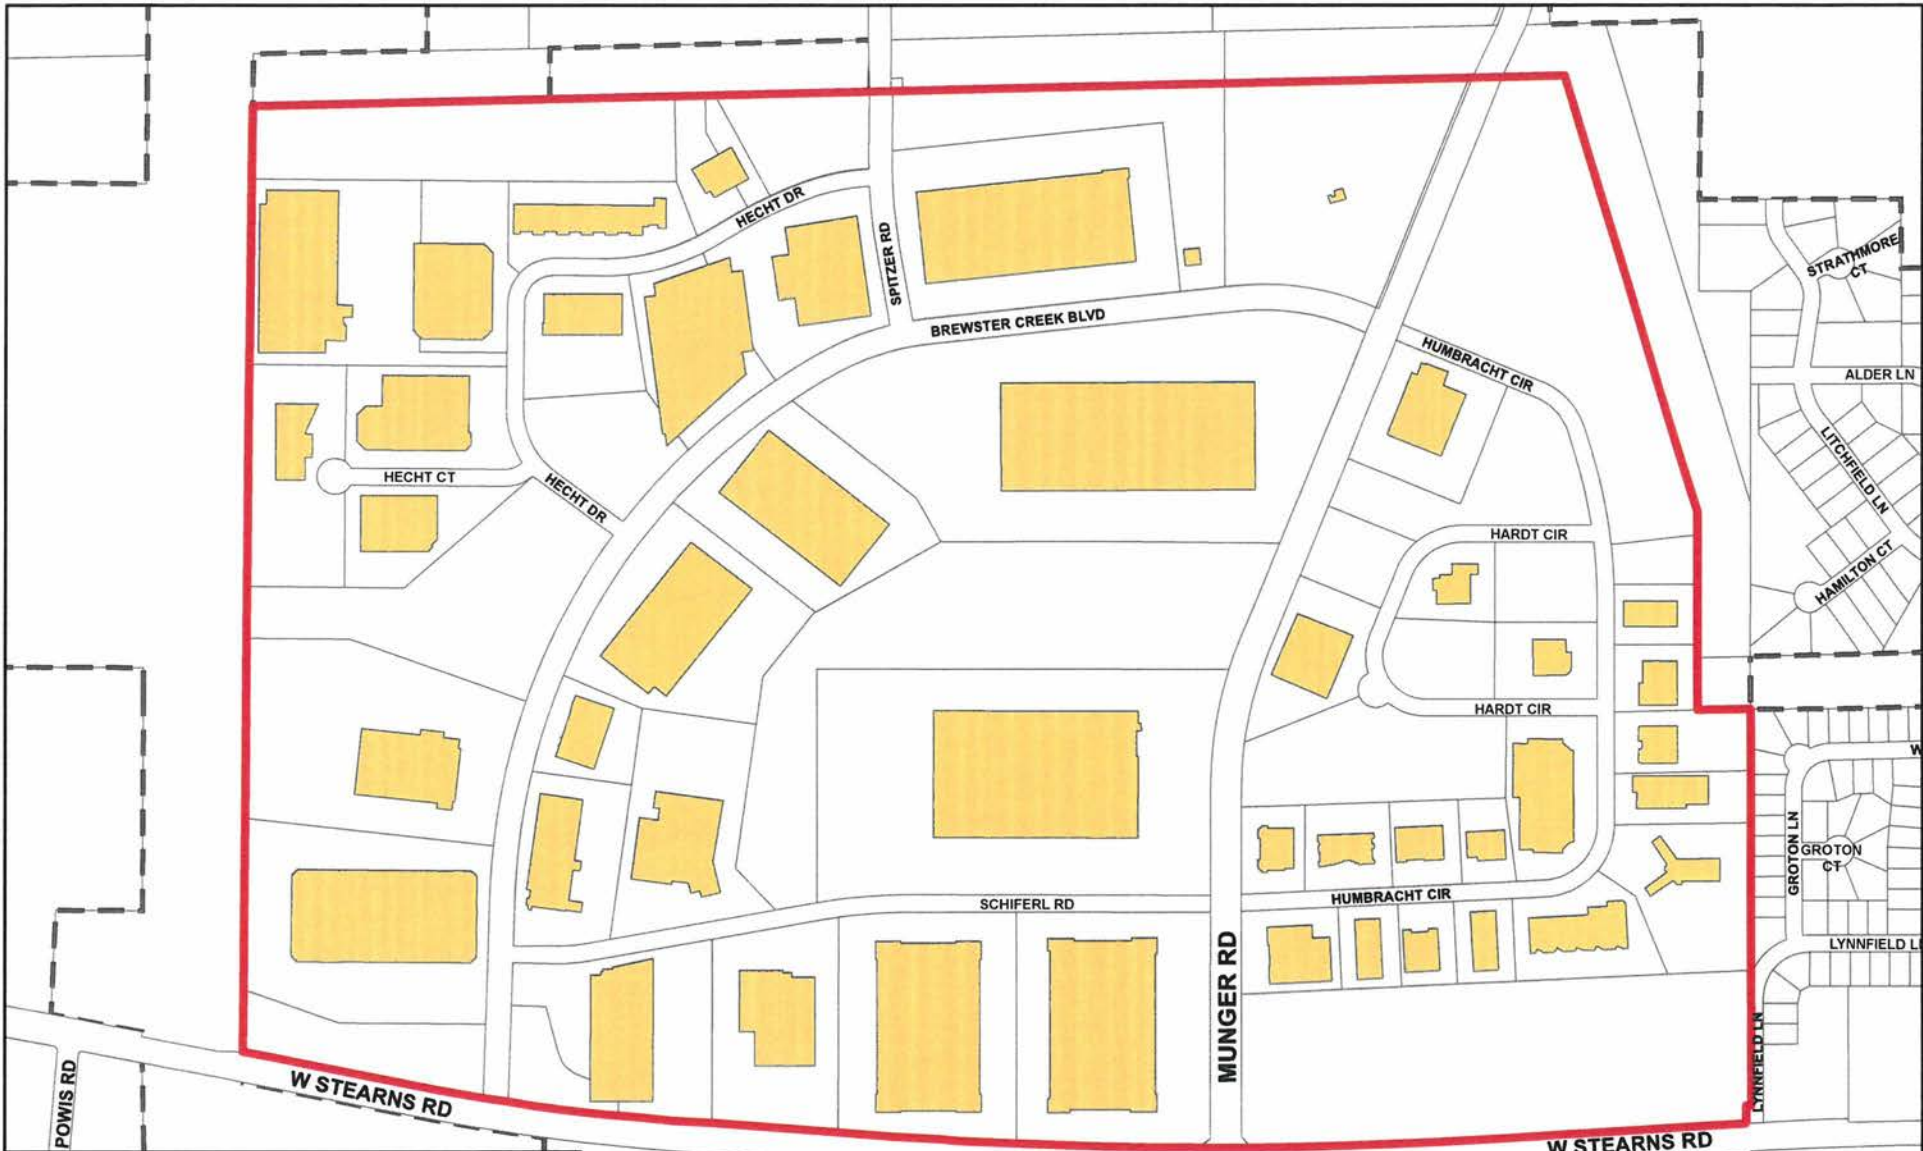 HECHT DR
SPITZER RD
STRATHMORE
CT
BREWSTER CREEK BLVD
HUMBRACHT CIR
ALDER LN
LITCHFIELD LN
HECHT CT
HECHT DR
HARDT CIR
HAMILTON CT
HARDT CIR
W
GROTON LN
GROTON
CT
HUMBRACHT CIR
SCHIFERL RD
LYNNFIELD L
MUNGER RD
LYNNFIELD LN
POWIS RD
W STEARNS RD
W STEARNS RD